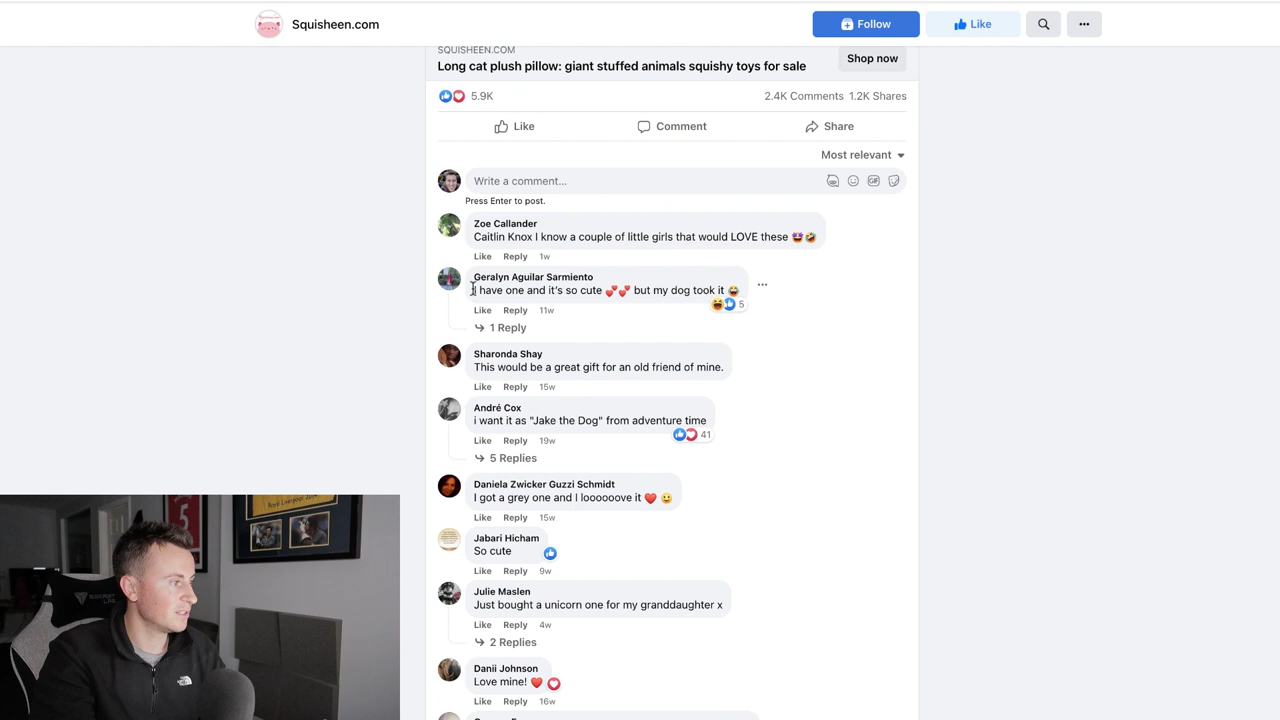 Squisheen.com
Follow
Like
SQUISHEEN.COM
Long cat plush pillow: giant stuffed animals squishy toys for sale
Shop now
5.9K
2.4K Comments 1.2K Shares
Like
Comment
Share
Most relevant
Write a comment...
GIF
Press Enter to post.
Zoe Callander
Caitlin Knox I know a couple of little girls that would LOVE these 🤩🤣
Like Reply 1w
Geralyn Aguilar Sarmiento
I have one and it's so cute 💕💕 but my dog took it 😂
5
Like Reply 11w
1 Reply
Sharonda Shay
This would be a great gift for an old friend of mine.
Like Reply 15w
André Cox
i want it as "Jake the Dog" from adventure time
41
Like Reply 19w
5 Replies
Daniela Zwicker Guzzi Schmidt
I got a grey one and I loooooove it ❤️ 🙂
Like Reply 15w
Jabari Hicham
So cute
Like Reply 9w
Julie Maslen
Just bought a unicorn one for my granddaughter x
Like Reply 4w
2 Replies
Danii Johnson
Love mine! ❤️
Like Reply 16w